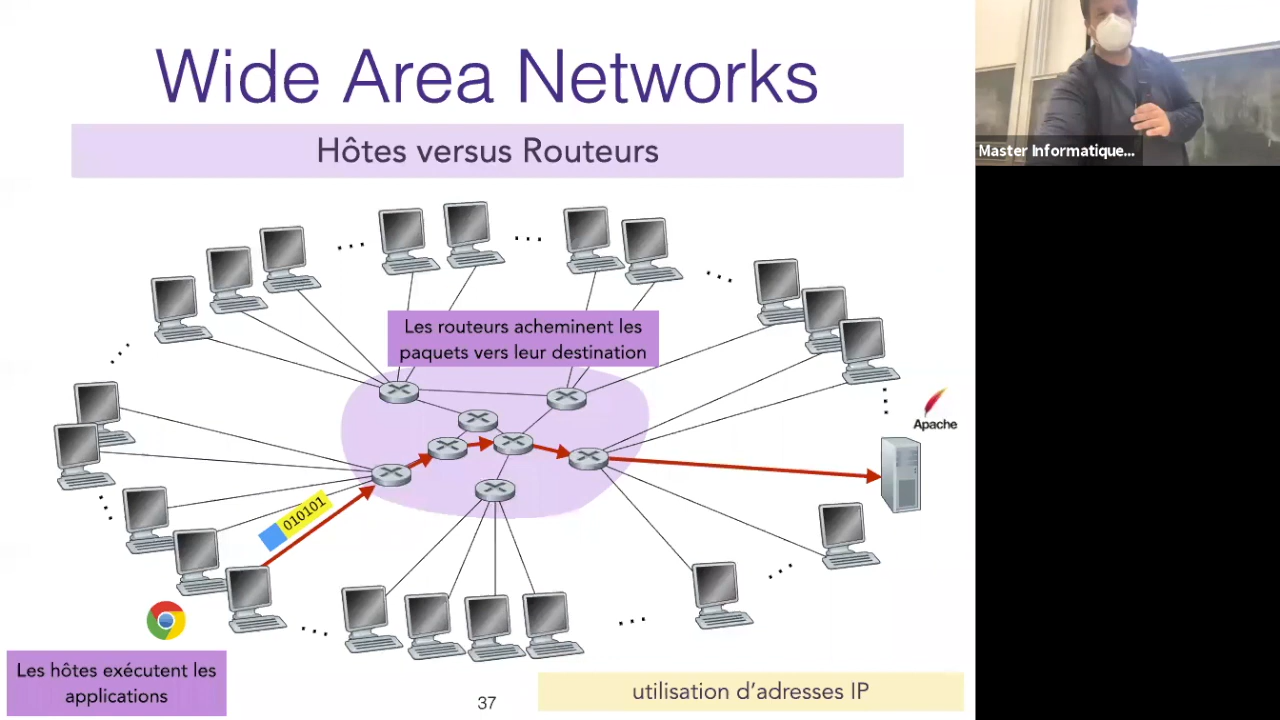 Wide Area Networks
Hôtes versus Routeurs
Master Informatique...
Les routeurs acheminent les
paquets vers leur destination
Apache
010101
Les hôtes exécutent les
applications
37
utilisation d'adresses IP